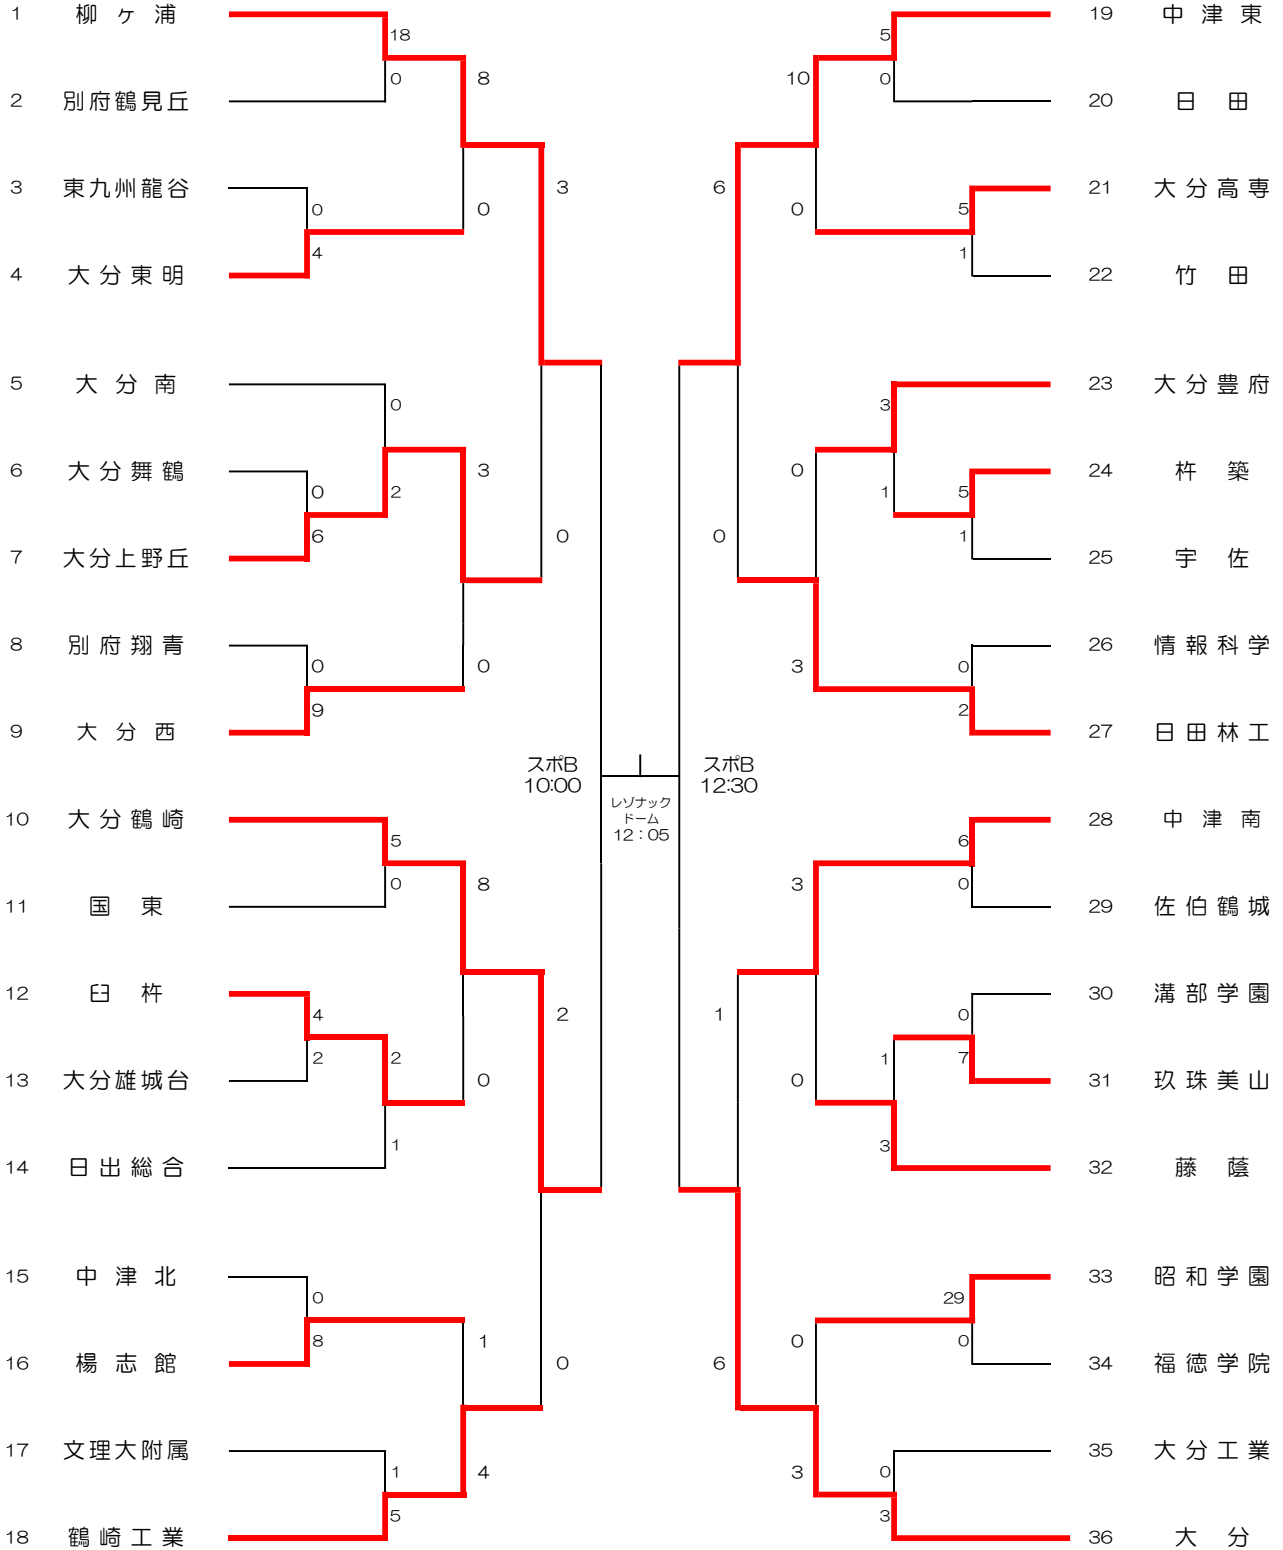 1 柳ヶ浦
18
0
8
2 別府鶴見丘
3 東九州龍谷
0
4
0
3
4 大分東明
5 大分南
0
6 大分舞鶴
0
2
3
7 大分上野丘
6
0
8 別府翔青
0
0
9 大分西
9
スポB
10:00
10 大分鶴崎
5
0
8
11 国東
12 臼杵
4
2
2
2
13 大分雄城台
0
14 日出総合
1
15 中津北
0
16 楊志館
8
1
0
17 文理大附属
1
4
18 鶴崎工業
5
レゾナック
ドーム
12:05
19 中津東
5
0
10
20 日田
21 大分高専
5
1
0
6
22 竹田
23 大分豊府
3
24 杵築
5
1
0
25 宇佐
1
0
26 情報科学
0
3
27 日田林工
2
スポB
12:30
28 中津南
6
0
3
29 佐伯鶴城
30 溝部学園
0
1
31 玖珠美山
7
1
0
32 藤蔭
3
33 昭和学園
29
0
0
34 福徳学院
6
35 大分工業
0
3
36 大分
3